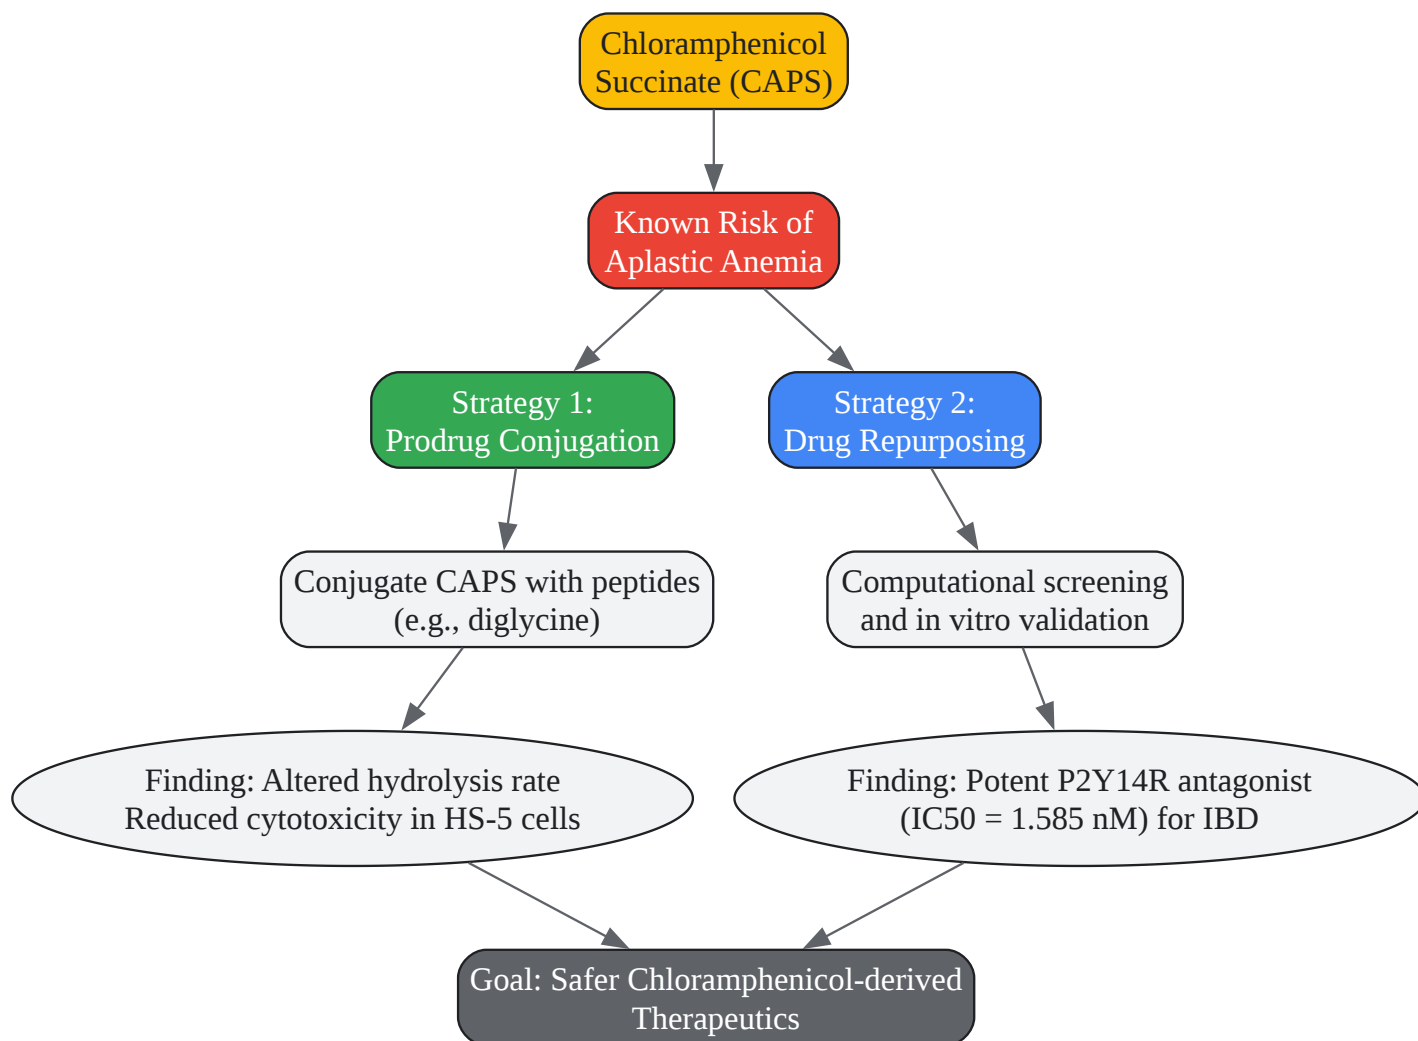 Chloramphenicol
Succinate (CAPS)
Known Risk of
Aplastic Anemia
Strategy 1:
Prodrug Conjugation
Strategy 2:
Drug Repurposing
Conjugate CAPS with peptides
(e.g., diglycine)
Computational screening
and in vitro validation
Finding: Altered hydrolysis rate
Reduced cytotoxicity in HS-5 cells
Finding: Potent P2Y14R antagonist
(IC50 = 1.585 nM) for IBD
Goal: Safer Chloramphenicol-derived
Therapeutics